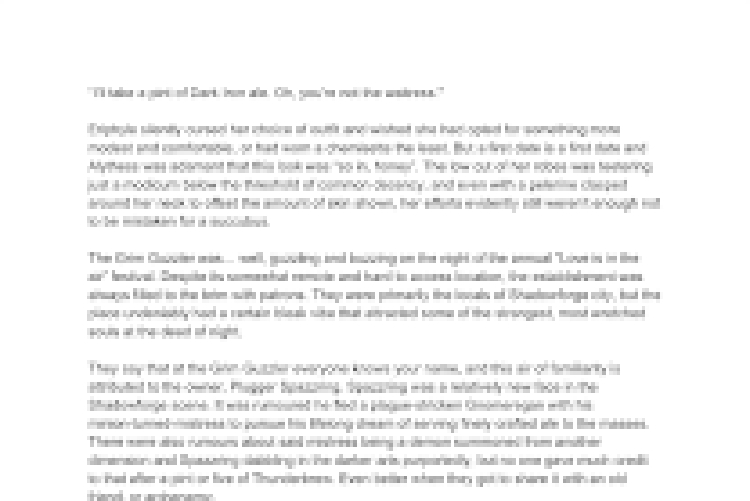 "I'll take a pint of Dark Iron ale. Oh, you're not the waitress."
Eriphyle silently cursed her choice of outfit and wished she had opted for something more
modest and comfortable, or had worn a chemise the least. But a first date is a first date and
was adamant that this look was "so in, honey". The low cut of her robes was teetering
just a modicum below the threshold of common decency, and even with a pelerine clasped
around her neck to offset the amount of skin shown, her efforts evidently still weren't enough not
to be mistaken for a succubus.
The Grim Guzzler was... well, guzzling and buzzing on the night of the annual "Love is in the
air" festival. Despite its somewhat remote and hard to access location, the establishment was
always filled to the brim with patrons. They were primarily the locals of Shadowforge city, but the
place undeniably had a certain bleak vibe that attracted some of the strangest, most wretched
souls at the dead of night.
They say that at the Grim Guzzler everyone knows your name, and this air of familiarity is
attributed to the owner, Plugger Spazzring. Spazzring was a relatively new face in the
Shadowforge scene. It was rumoured he fled a plague-stricken Gnomeregan with his
minion-turned-mistress to pursue his lifelong dream of serving finely crafted ale to the masses.
There were also rumours about said mistress being a demon summoned from another
dimension and Spazzring dabbling in the darker arts purportedly, but no one gave much credit
to that after a pint or five of Thunderbrew. Even better when they got to share it with an old
friend, or